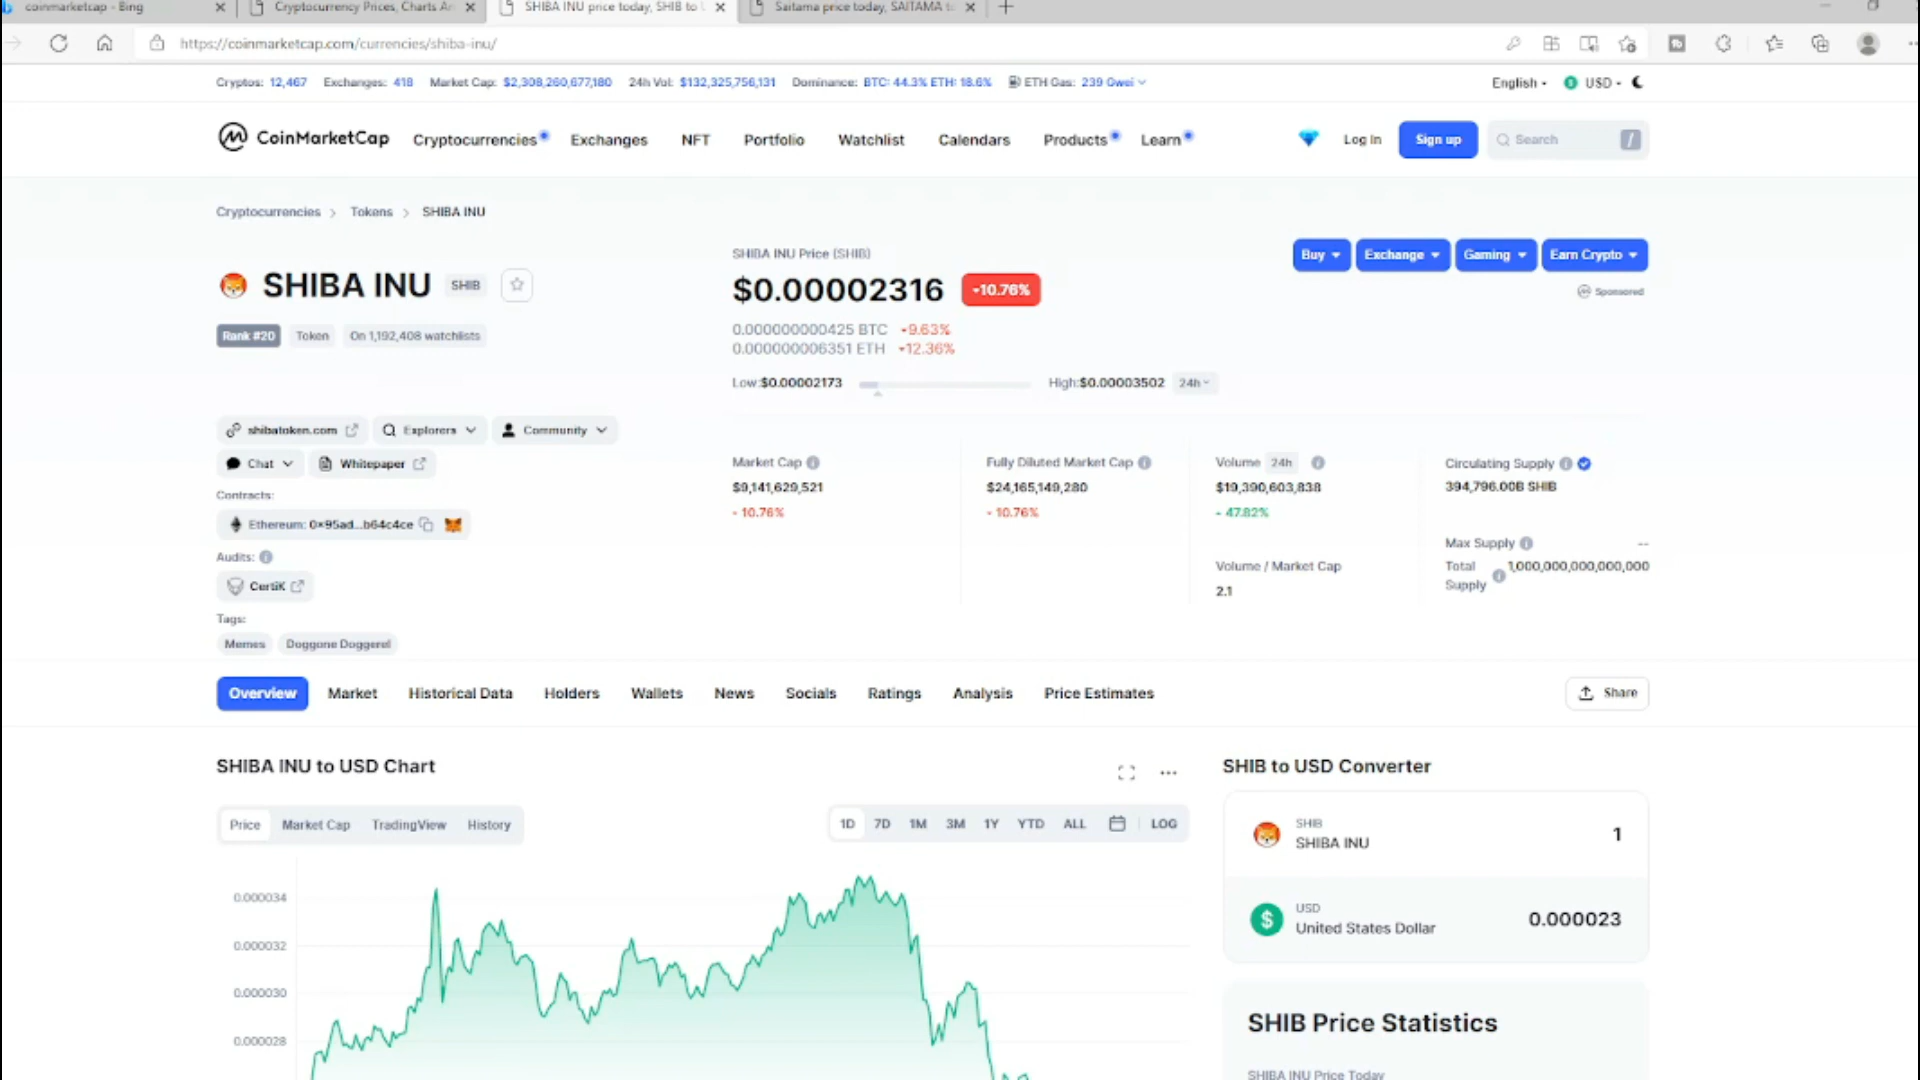 coinmarketcap - Bing
Cryptocurrency Prices, Charts An
SHIBA INU price today, SHIB to U
Saitama price today, SAITAMA to
https://coinmarketcap.com/currencies/shiba-inu/
Cryptos: 12,467 Exchanges: 418 Market Cap: $2,308,260,677,180 24h Vol: $132,325,756,131 Dominance: BTC: 44.3% ETH: 18.6% ETH Gas: 239 Gwei
English USD
CoinMarketCap Cryptocurrencies Exchanges NFT Portfolio Watchlist Calendars Products Learn Log In Sign up Search /
Cryptocurrencies > Tokens > SHIBA INU
SHIBA INU SHIB
Rank #20 Token On 1,192,408 watchlists
SHIBA INU Price (SHIB)
$0.00002316 -10.76%
0.000000000425 BTC 9.63%
0.000000006351 ETH 12.36%
Low:$0.00002173 High:$0.00003502 24h
Buy Exchange Gaming Earn Crypto
Sponsored
shibatoken.com Explorers Community
Chat Whitepaper
Contracts:
Ethereum: 0x95ad...b64c4ce
Audits:
CertiK
Tags:
Memes Doggone Doggerel
Market Cap
$9,141,629,521
10.76%
Fully Diluted Market Cap
$24,165,149,280
10.76%
Volume 24h
$19,390,603,838
47.82%
Volume / Market Cap
2.1
Circulating Supply
394,796.00B SHIB
Max Supply --
Total Supply 1,000,000,000,000,000
Overview Market Historical Data Holders Wallets News Socials Ratings Analysis Price Estimates Share
SHIBA INU to USD Chart
Price Market Cap TradingView History
1D 7D 1M 3M 1Y YTD ALL LOG
0.000034
0.000032
0.000030
0.000028
SHIB to USD Converter
SHIB
SHIBA INU 1
USD
United States Dollar 0.000023
SHIB Price Statistics
SHIBA INU Price Today